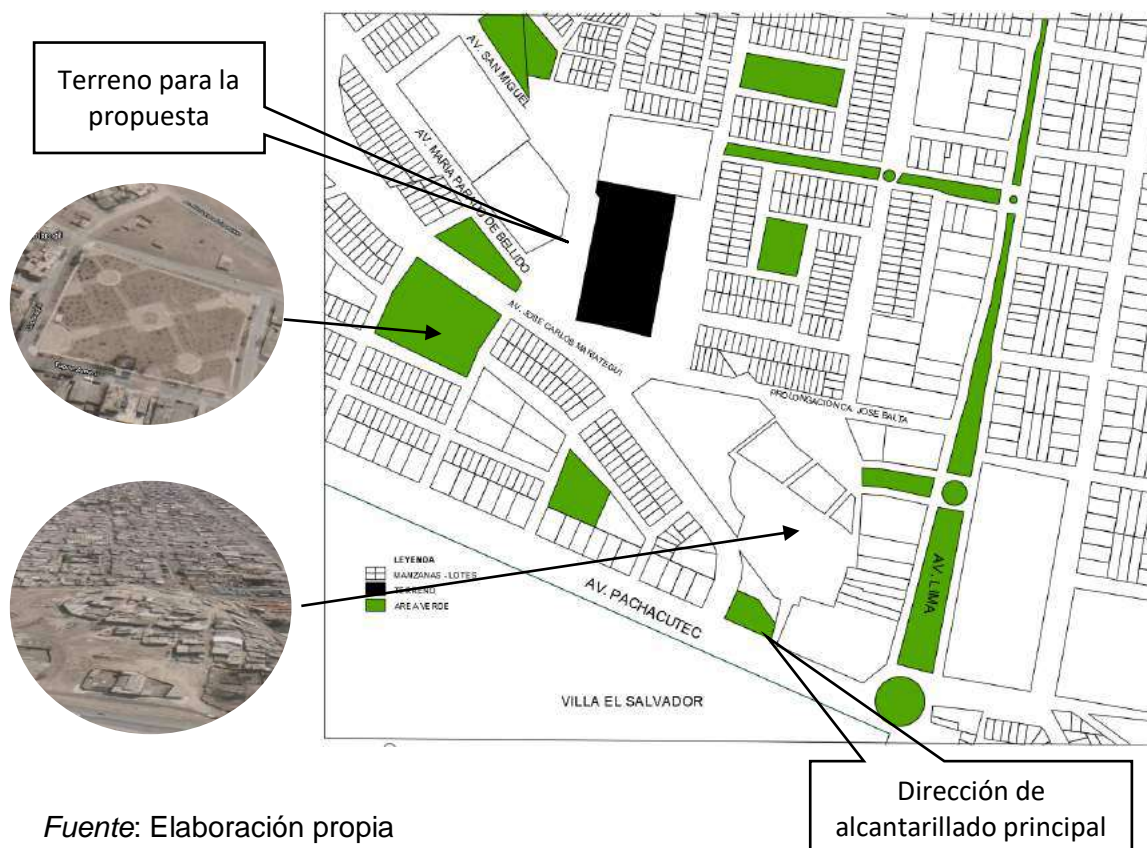 Terreno para la
propuesta
AV. SAN MIGUEL
AV. MARIA PARADO DE BELLIDO
AV. JOSE CARLOS MARIATEGUI
PROLONGACION CA. JOSE BALTA
LEYENDA
MANZANAS - LOTES
TERRENO
AREA VERDE
AV. PACHACUTEC
AV. LIMA
VILLA EL SALVADOR
Dirección de
alcantarillado principal
Fuente: Elaboración propia